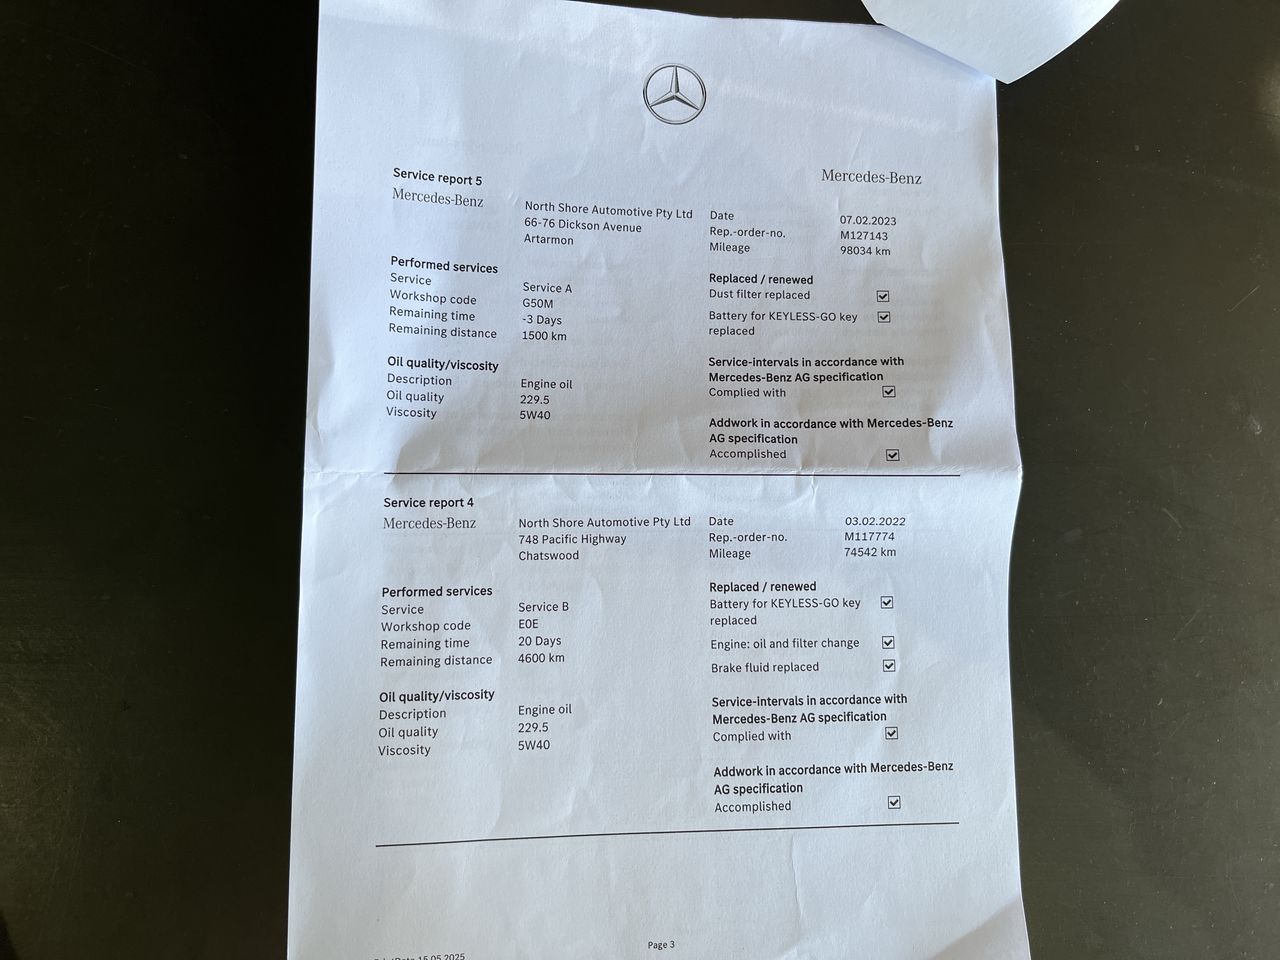 Service report 5
Mercedes-Benz
Mercedes-Benz
North Shore Automotive Pty Ltd
66-76 Dickson Avenue
Artarmon
Date 07.02.2023
Rep.-order-no. M127143
Mileage 98034 km
Performed services
Service Service A
Workshop code G50M
Remaining time -3 Days
Remaining distance 1500 km
Replaced / renewed
Dust filter replaced
Battery for KEYLESS-GO key
replaced
Oil quality/viscosity
Description Engine oil
Oil quality 229.5
Viscosity 5W40
Service-intervals in accordance with
Mercedes-Benz AG specification
Complied with
Addwork in accordance with Mercedes-Benz
AG specification
Accomplished
Service report 4
Mercedes-Benz
North Shore Automotive Pty Ltd
748 Pacific Highway
Chatswood
Date 03.02.2022
Rep.-order-no. M117774
Mileage 74542 km
Performed services
Service Service B
Workshop code E0E
Remaining time 20 Days
Remaining distance 4600 km
Replaced / renewed
Battery for KEYLESS-GO key
replaced
Engine: oil and filter change
Brake fluid replaced
Oil quality/viscosity
Description Engine oil
Oil quality 229.5
Viscosity 5W40
Service-intervals in accordance with
Mercedes-Benz AG specification
Complied with
Addwork in accordance with Mercedes-Benz
AG specification
Accomplished
Page 3
15.05.2025